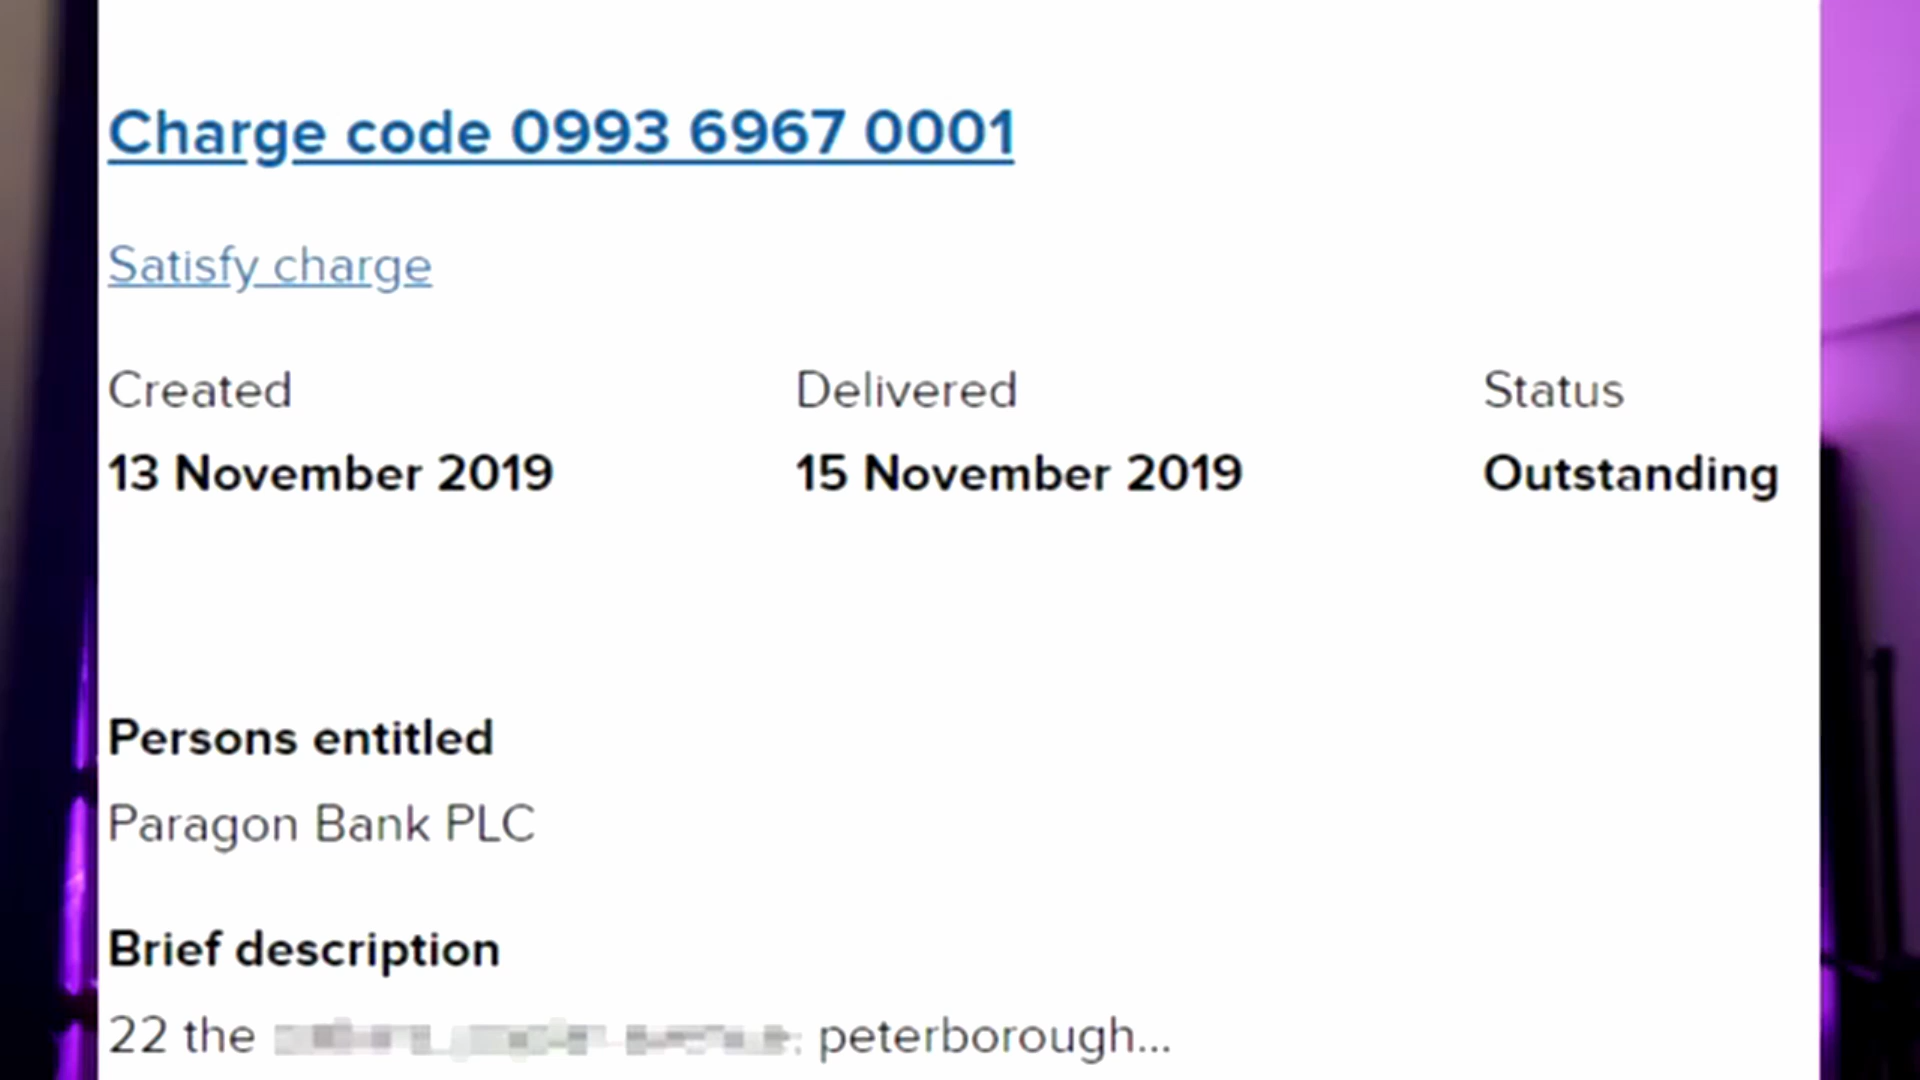 Charge code 0993 6967 0001
Satisfy charge
Created Delivered Status
13 November 2019 15 November 2019 Outstanding
Persons entitled
Paragon Bank PLC
Brief description
22 the peterborough...